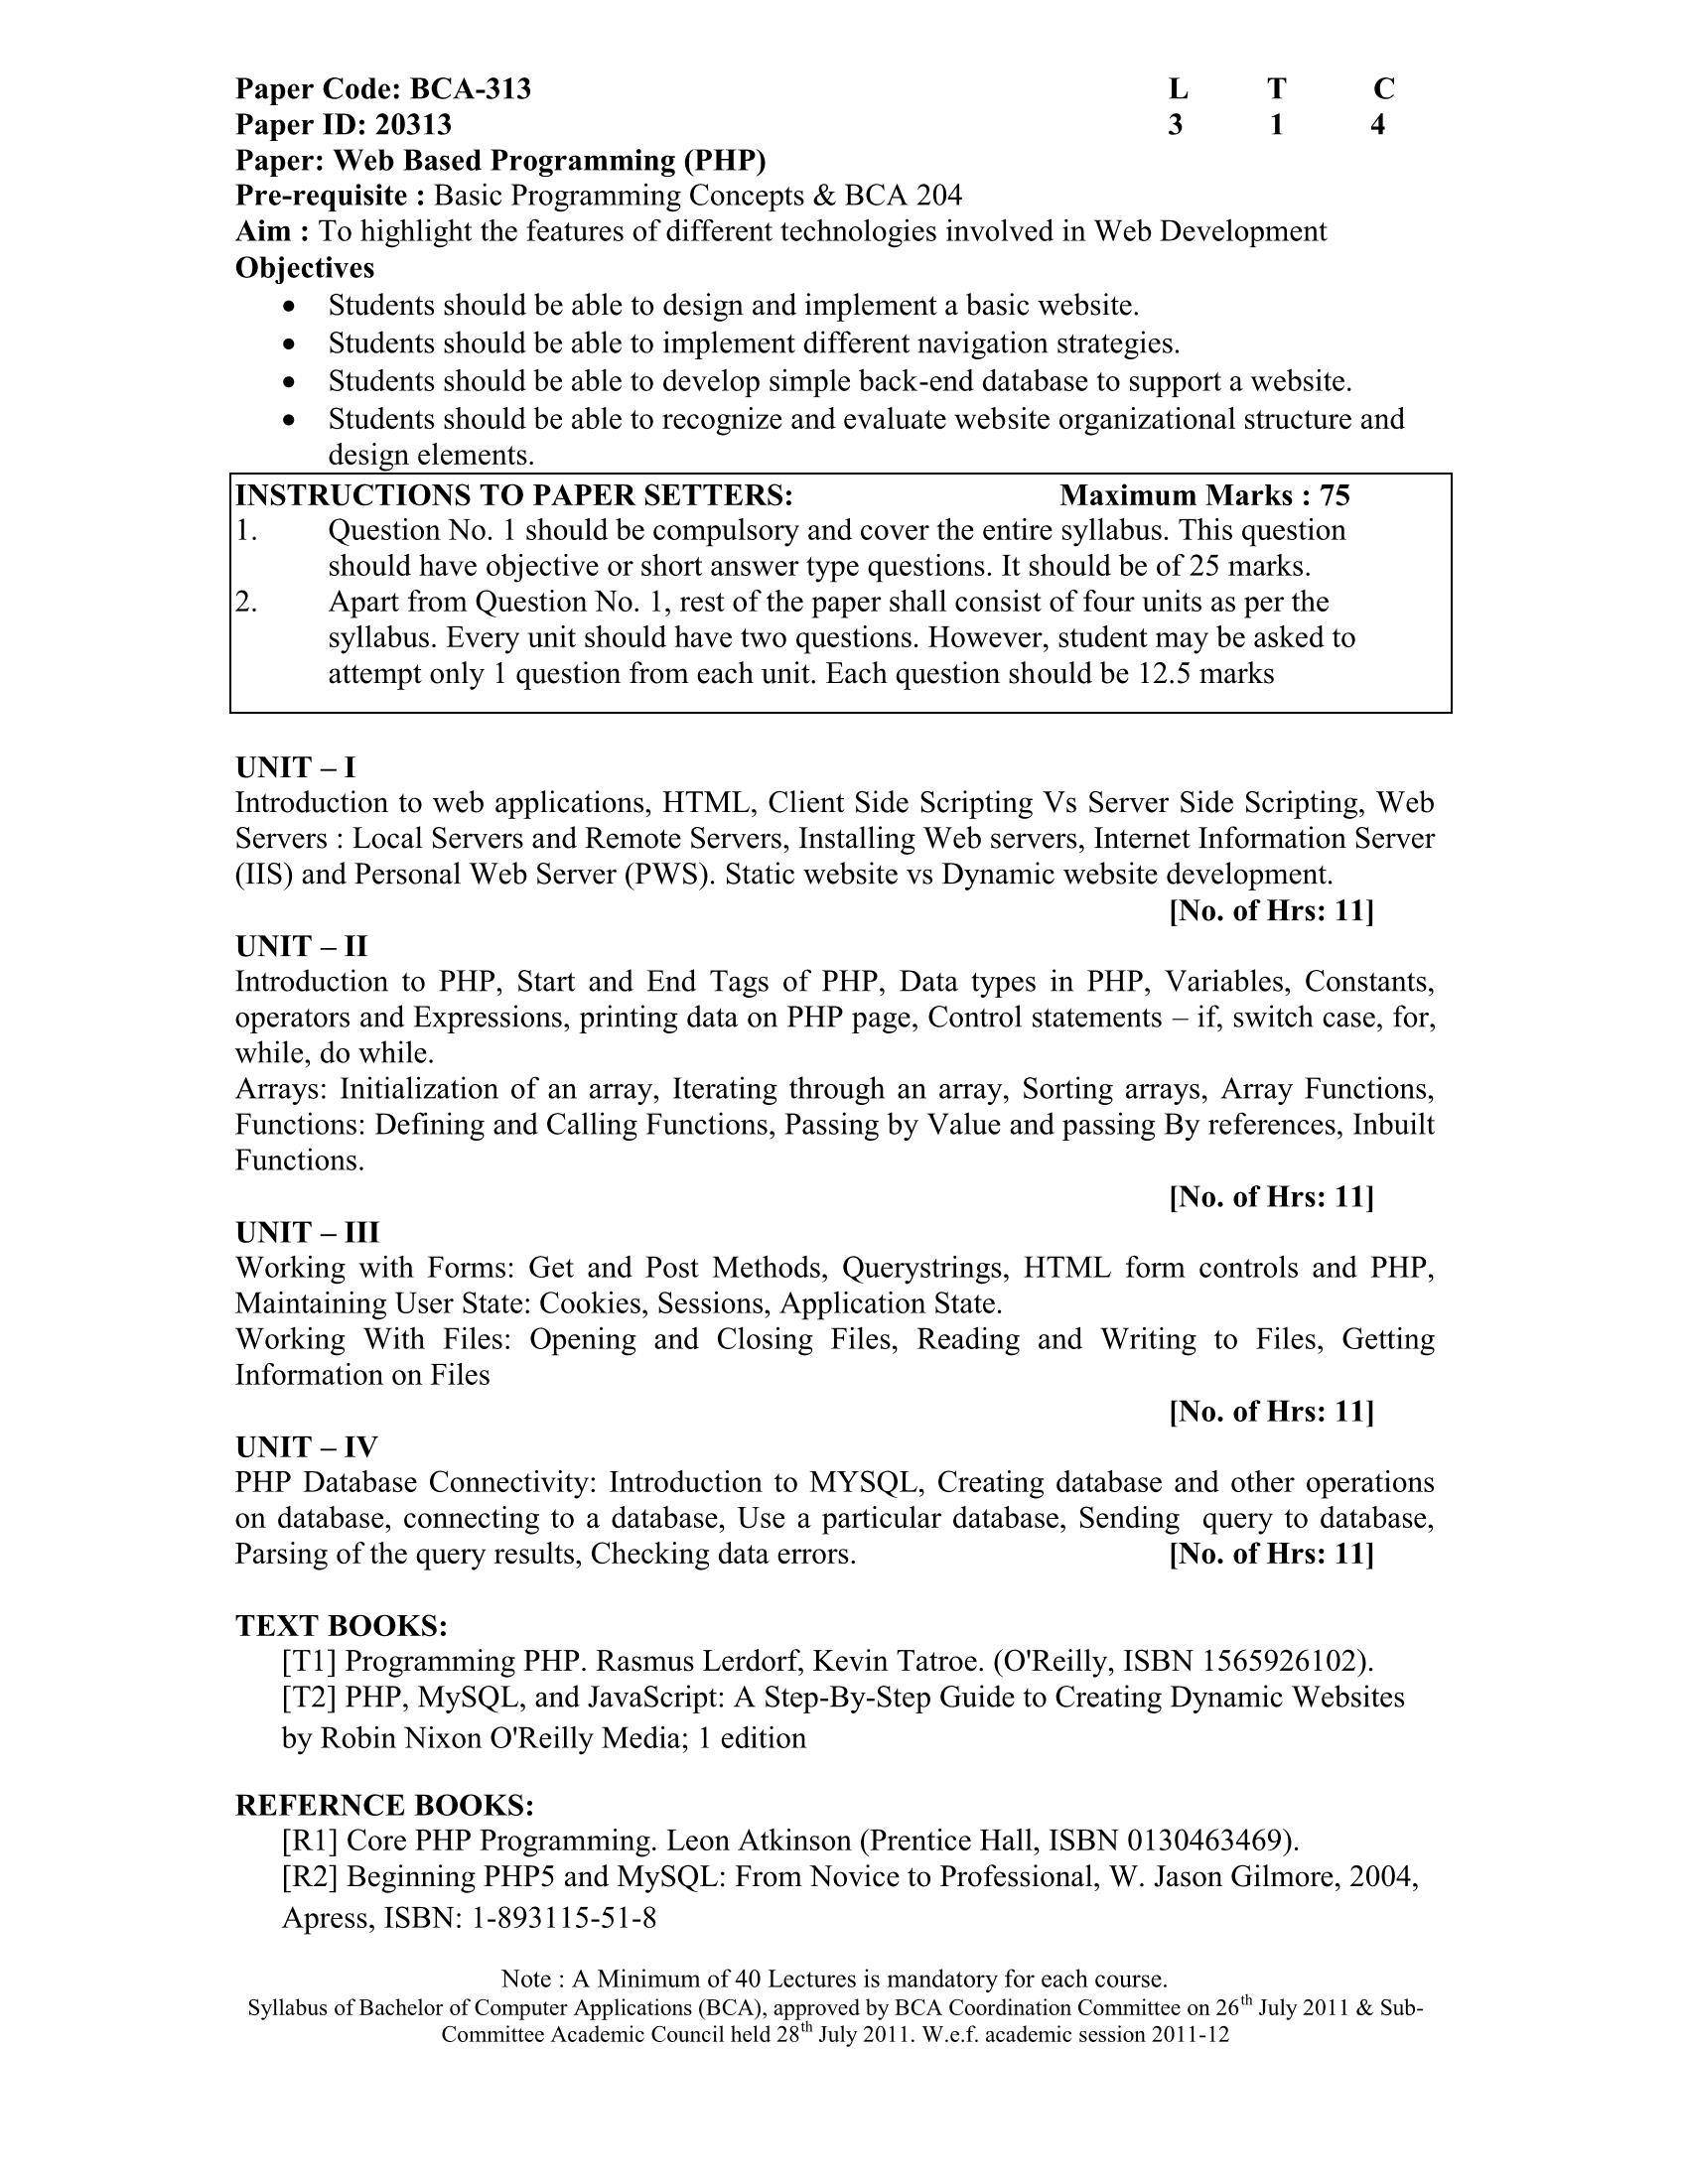 Paper Code: BCA-313 L T C
Paper ID: 20313 3 1 4
Paper: Web Based Programming (PHP)
Pre-requisite : Basic Programming Concepts & BCA 204
Aim : To highlight the features of different technologies involved in Web Development
Objectives
• Students should be able to design and implement a basic website.
• Students should be able to implement different navigation strategies.
• Students should be able to develop simple back-end database to support a website.
• Students should be able to recognize and evaluate website organizational structure and
design elements.
INSTRUCTIONS TO PAPER SETTERS: Maximum Marks : 75
1. Question No. 1 should be compulsory and cover the entire syllabus. This question
should have objective or short answer type questions. It should be of 25 marks.
2. Apart from Question No. 1, rest of the paper shall consist of four units as per the
syllabus. Every unit should have two questions. However, student may be asked to
attempt only 1 question from each unit. Each question should be 12.5 marks
UNIT – I
Introduction to web applications, HTML, Client Side Scripting Vs Server Side Scripting, Web
Servers : Local Servers and Remote Servers, Installing Web servers, Internet Information Server
(IIS) and Personal Web Server (PWS). Static website vs Dynamic website development.
[No. of Hrs: 11]
UNIT – II
Introduction to PHP, Start and End Tags of PHP, Data types in PHP, Variables, Constants,
operators and Expressions, printing data on PHP page, Control statements – if, switch case, for,
while, do while.
Arrays: Initialization of an array, Iterating through an array, Sorting arrays, Array Functions,
Functions: Defining and Calling Functions, Passing by Value and passing By references, Inbuilt
Functions.
[No. of Hrs: 11]
UNIT – III
Working with Forms: Get and Post Methods, Querystrings, HTML form controls and PHP,
Maintaining User State: Cookies, Sessions, Application State.
Working With Files: Opening and Closing Files, Reading and Writing to Files, Getting
Information on Files
[No. of Hrs: 11]
UNIT – IV
PHP Database Connectivity: Introduction to MYSQL, Creating database and other operations
on database, connecting to a database, Use a particular database, Sending query to database,
Parsing of the query results, Checking data errors. [No. of Hrs: 11]
TEXT BOOKS:
[T1] Programming PHP. Rasmus Lerdorf, Kevin Tatroe. (O'Reilly, ISBN 1565926102).
[T2] PHP, MySQL, and JavaScript: A Step-By-Step Guide to Creating Dynamic Websites
by Robin Nixon O'Reilly Media; 1 edition
REFERNCE BOOKS:
[R1] Core PHP Programming. Leon Atkinson (Prentice Hall, ISBN 0130463469).
[R2] Beginning PHP5 and MySQL: From Novice to Professional, W. Jason Gilmore, 2004,
Apress, ISBN: 1-893115-51-8
Note : A Minimum of 40 Lectures is mandatory for each course.
Syllabus of Bachelor of Computer Applications (BCA), approved by BCA Coordination Committee on 26th July 2011 & Sub-
Committee Academic Council held 28th July 2011. W.e.f. academic session 2011-12